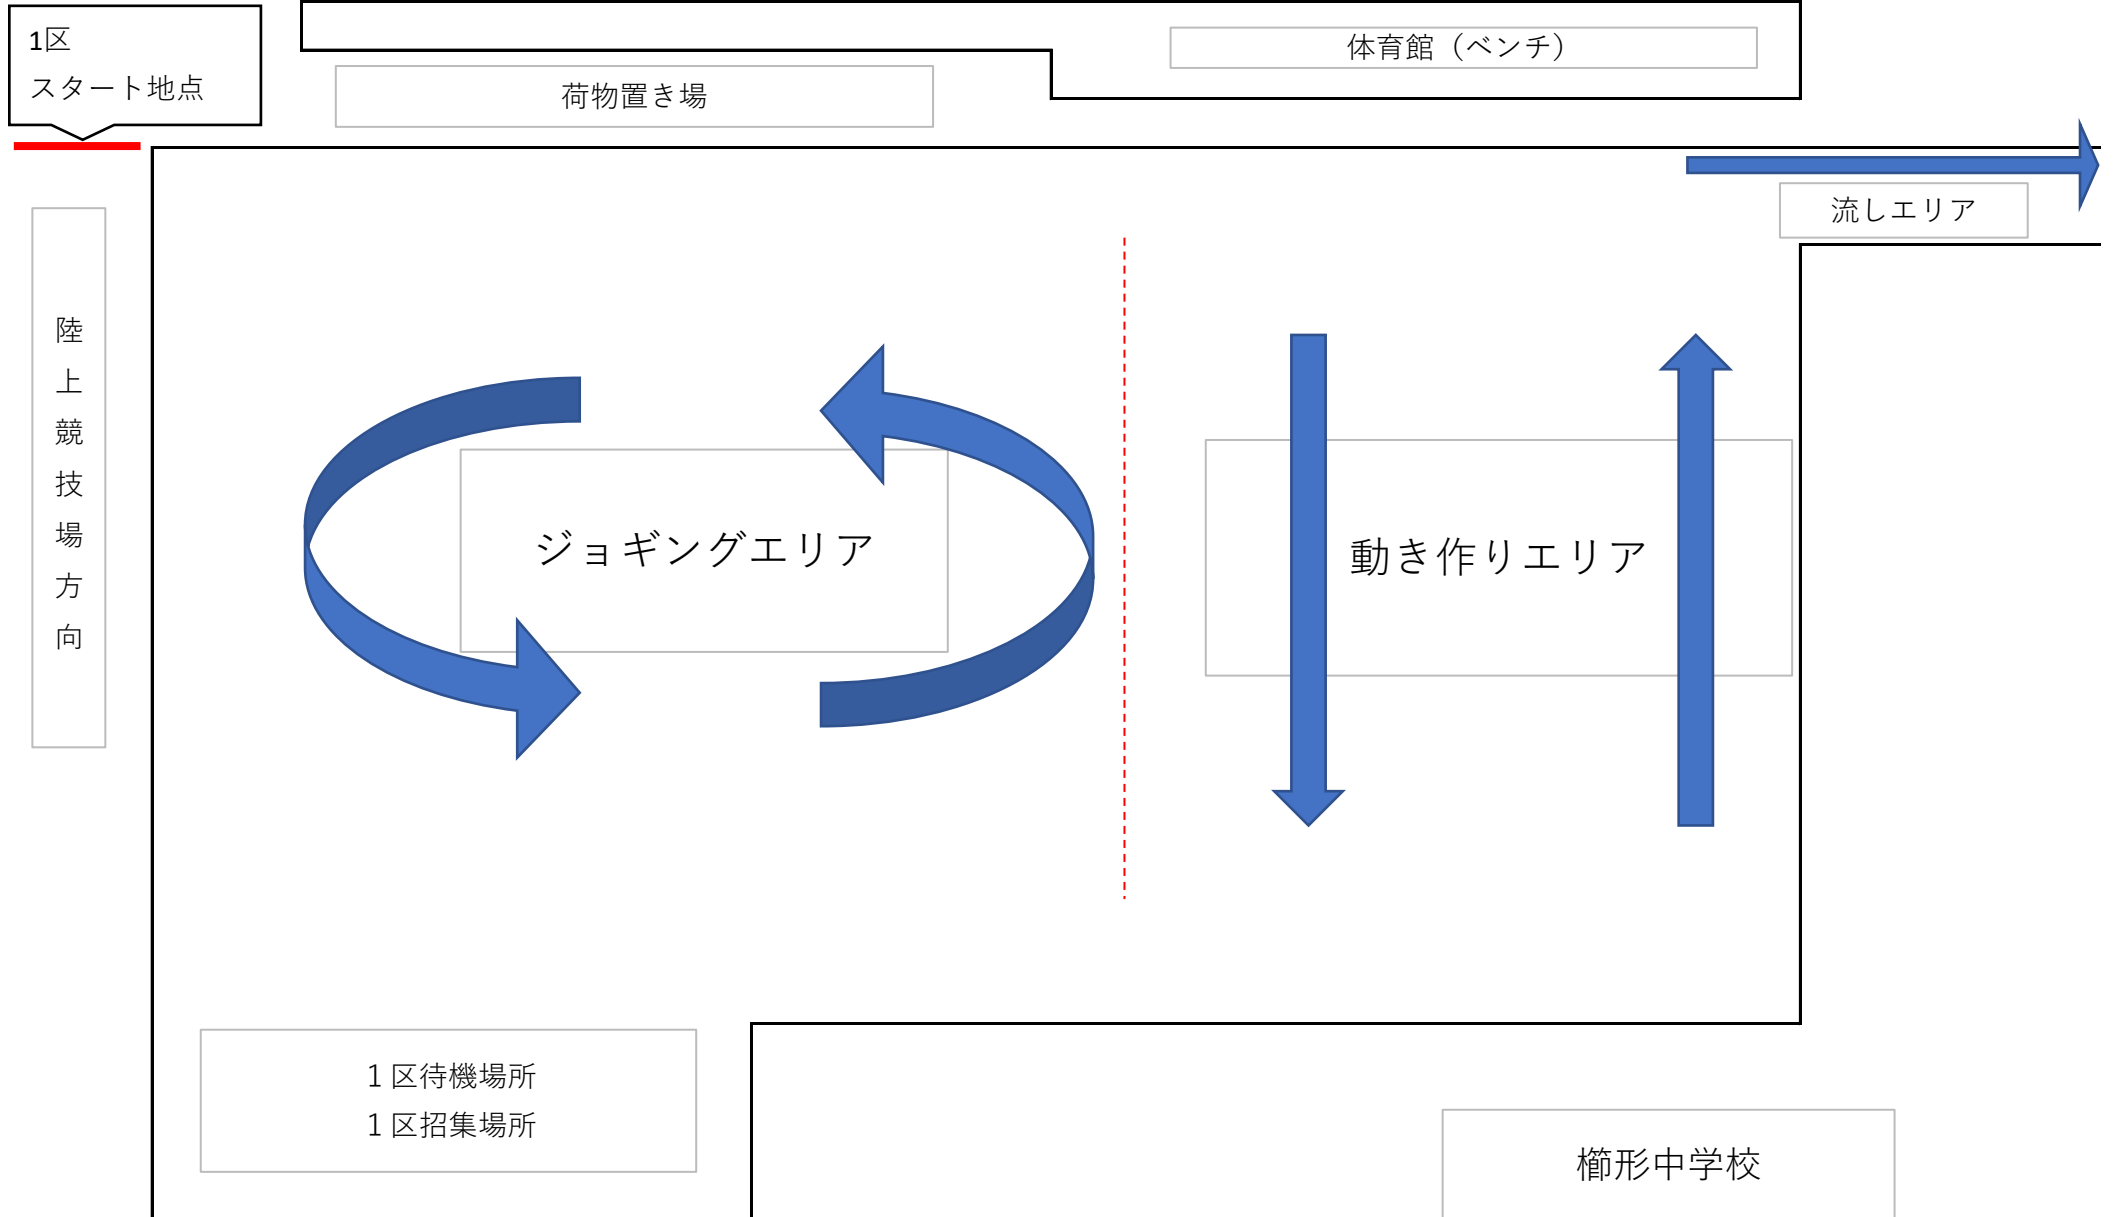 1区
スタート地点
体育館（ベンチ）
荷物置き場
流しエリア
陸上競技場方向
ジョギングエリア
動き作りエリア
１区待機場所
１区招集場所
櫛形中学校